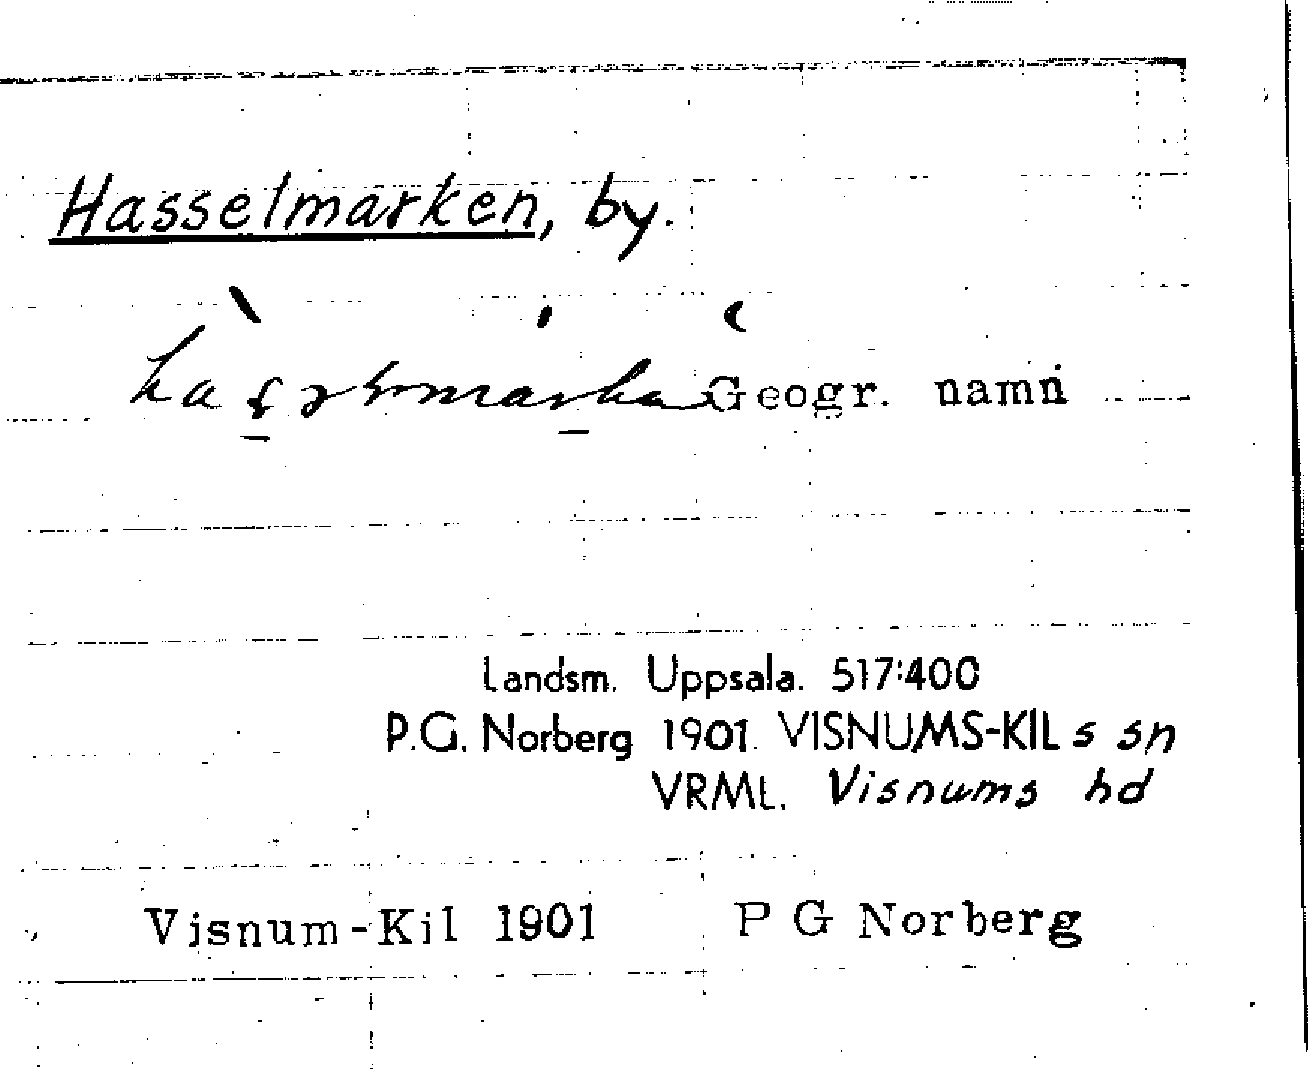 Hasselmarken, by.
Geogr. namn
Landsm. Uppsala. 517:400
P.G. Norberg 1901. VISNUMS-KIL s sn
VRML. Visnums hd
Visnum-Kil 1901 P G Norberg